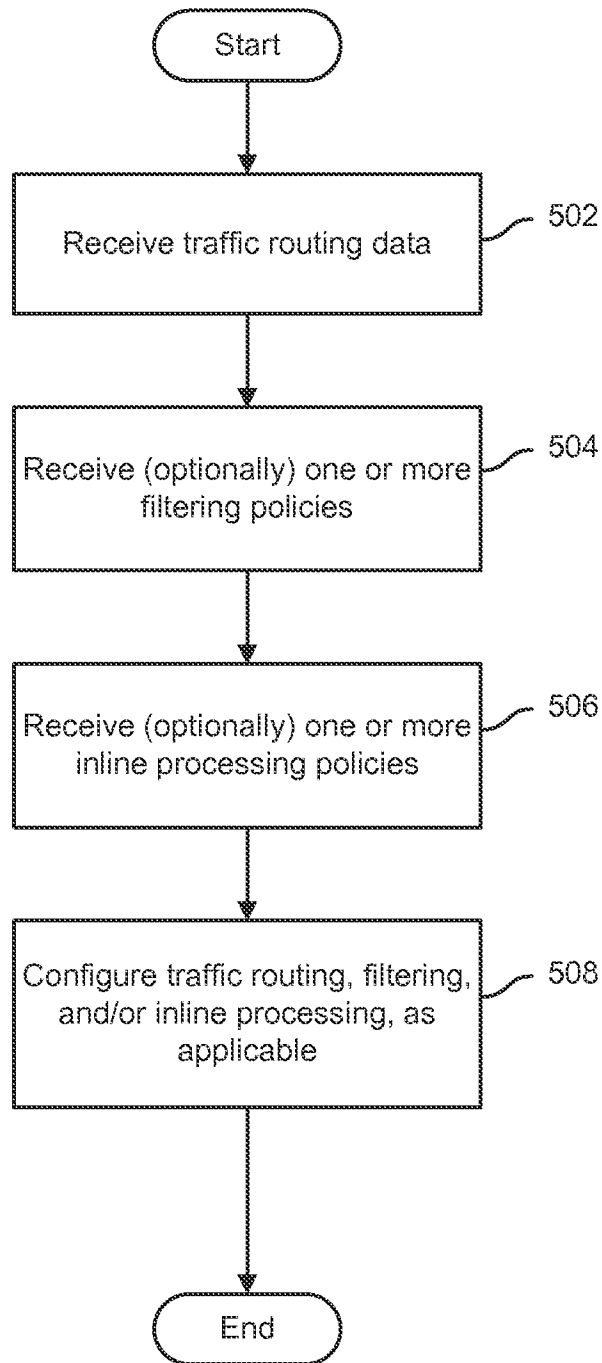 Start
Receive traffic routing data
502
Receive (optionally) one or more
filtering policies
504
Receive (optionally) one or more
inline processing policies
506
Configure traffic routing, filtering,
and/or inline processing, as
applicable
508
End